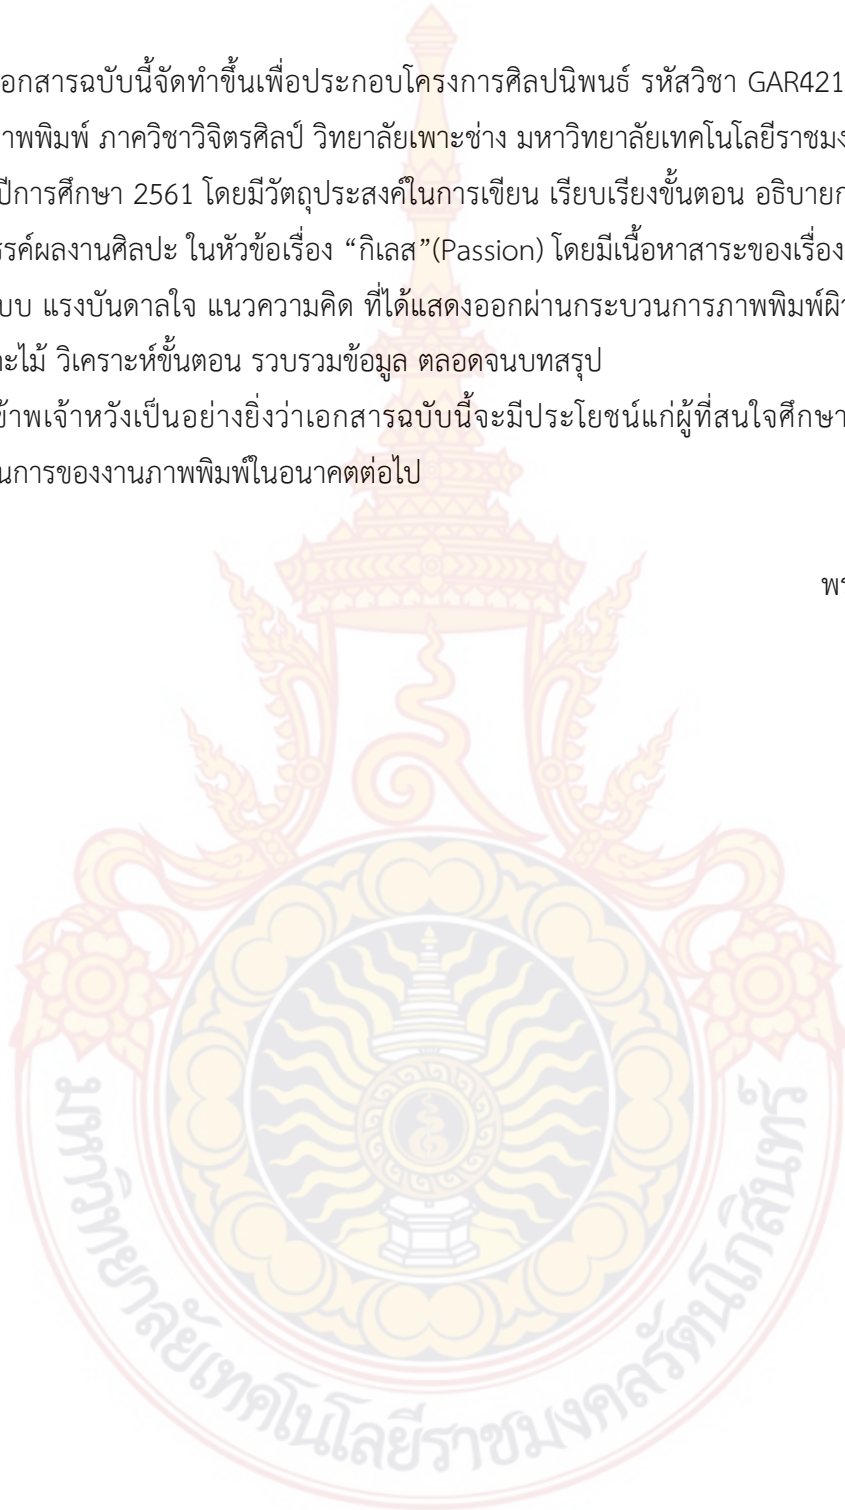 อกสารฉบับนี้จัดทำขึ้นเพื่อประกอบโครงการศิลปนิพนธ์ รหัสวิชา GAR421
าพพิมพ์ ภาควิชาวิจิตรศิลป์ วิทยาลัยเพาะช่าง มหาวิทยาลัยเทคโนโลยีราชมง
ปีการศึกษา 2561 โดยมีวัตถุประสงค์ในการเขียน เรียบเรียงขั้นตอน อธิบาย
รรค์ผลงานศิลปะ ในหัวข้อเรื่อง “กิเลส”(Passion) โดยมีเนื้อหาสาระของเรื่อง
บบ แรงบันดาลใจ แนวความคิด ที่ได้แสดงออกผ่านกระบวนการภาพพิมพ์ผิ
ะไม้ วิเคราะห์ขั้นตอน รวบรวมข้อมูล ตลอดจนบทสรุป
ข้าพเจ้าหวังเป็นอย่างยิ่งว่าเอกสารฉบับนี้จะมีประโยชน์แก่ผู้ที่สนใจศึกษา
นการของงานภาพพิมพ์ในอนาคตต่อไป
พร
มหาวิทยาลัยเทคโนโลยีราชมงคลรัตนโกสินทร์